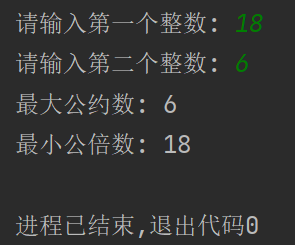 请输入第一个整数: 18
请输入第二个整数: 6
最大公约数: 6
最小公倍数: 18
进程已结束,退出代码0